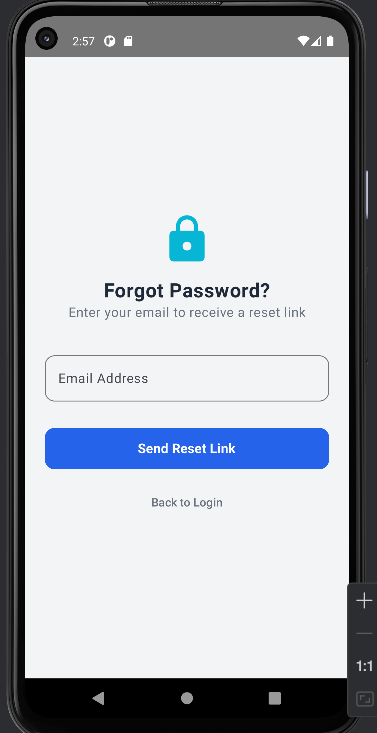 2:57
Forgot Password?
Enter your email to receive a reset link
Email Address
Send Reset Link
Back to Login
1:1